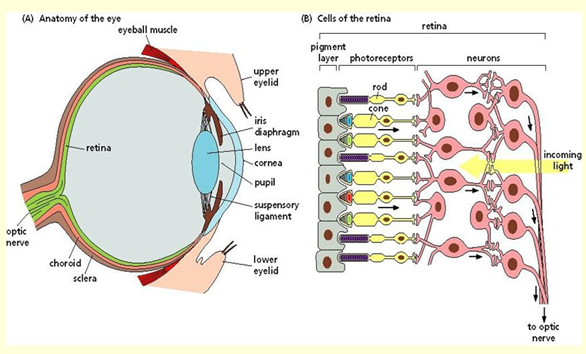 (A) Anatomy of the eye
eyeball muscle
upper
eyelid
iris
diaphragm
lens
cornea
pupil
suspensory
ligament
lower
eyelid
retina
optic
nerve
choroid
sclera
(B) Cells of the retina
retina
pigment
layer
photoreceptors
neurons
rod
cone
incoming
light
to optic
nerve